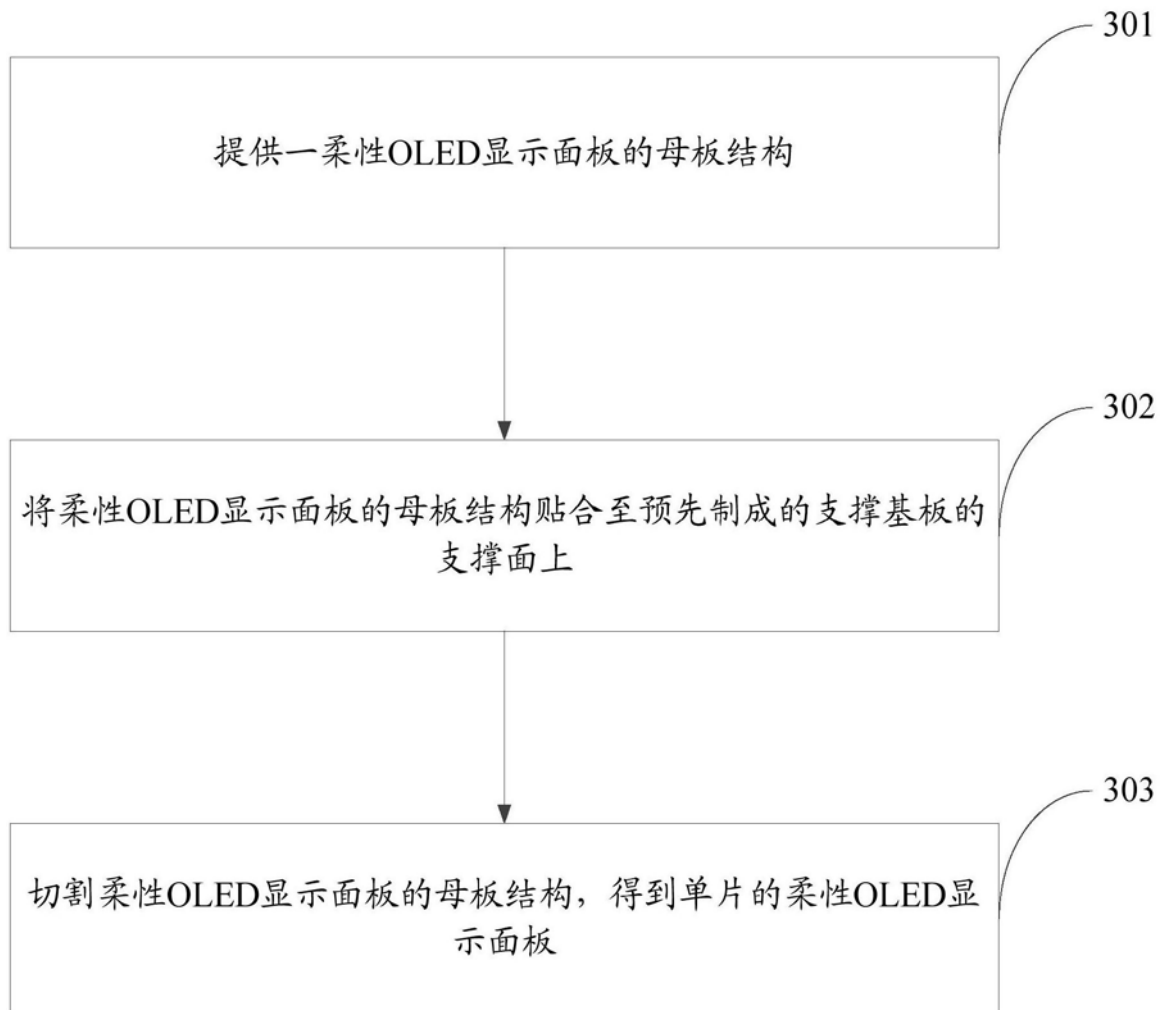 301
提供一柔性OLED显示面板的母板结构
302
将柔性OLED显示面板的母板结构贴合至预先制成的支撑基板的
支撑面上
303
切割柔性OLED显示面板的母板结构，得到单片的柔性OLED显
示面板